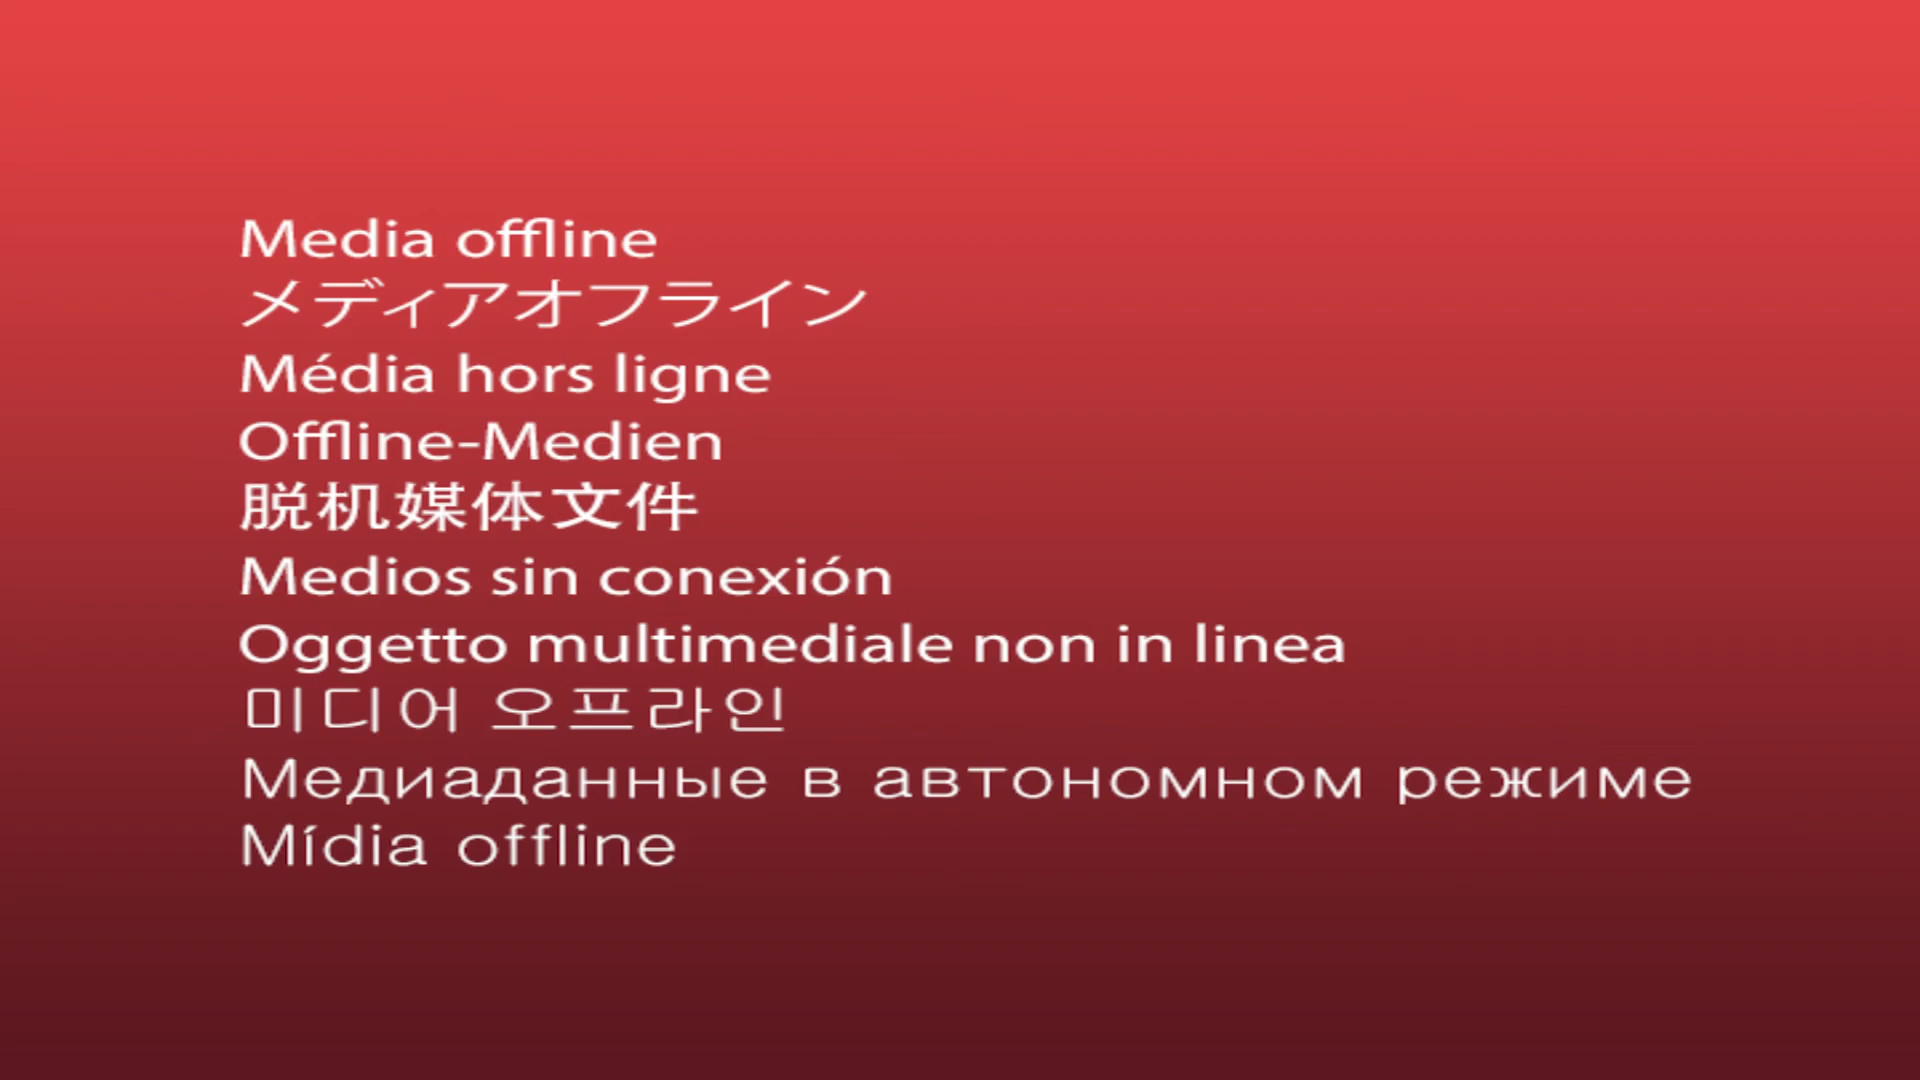 Media offline
メディアオフライン
Média hors ligne
Offline-Medien
脱机媒体文件
Medios sin conexión
Oggetto multimediale non in linea
미디어 오프라인
Медиаданные в автономном режиме
Mídia offline